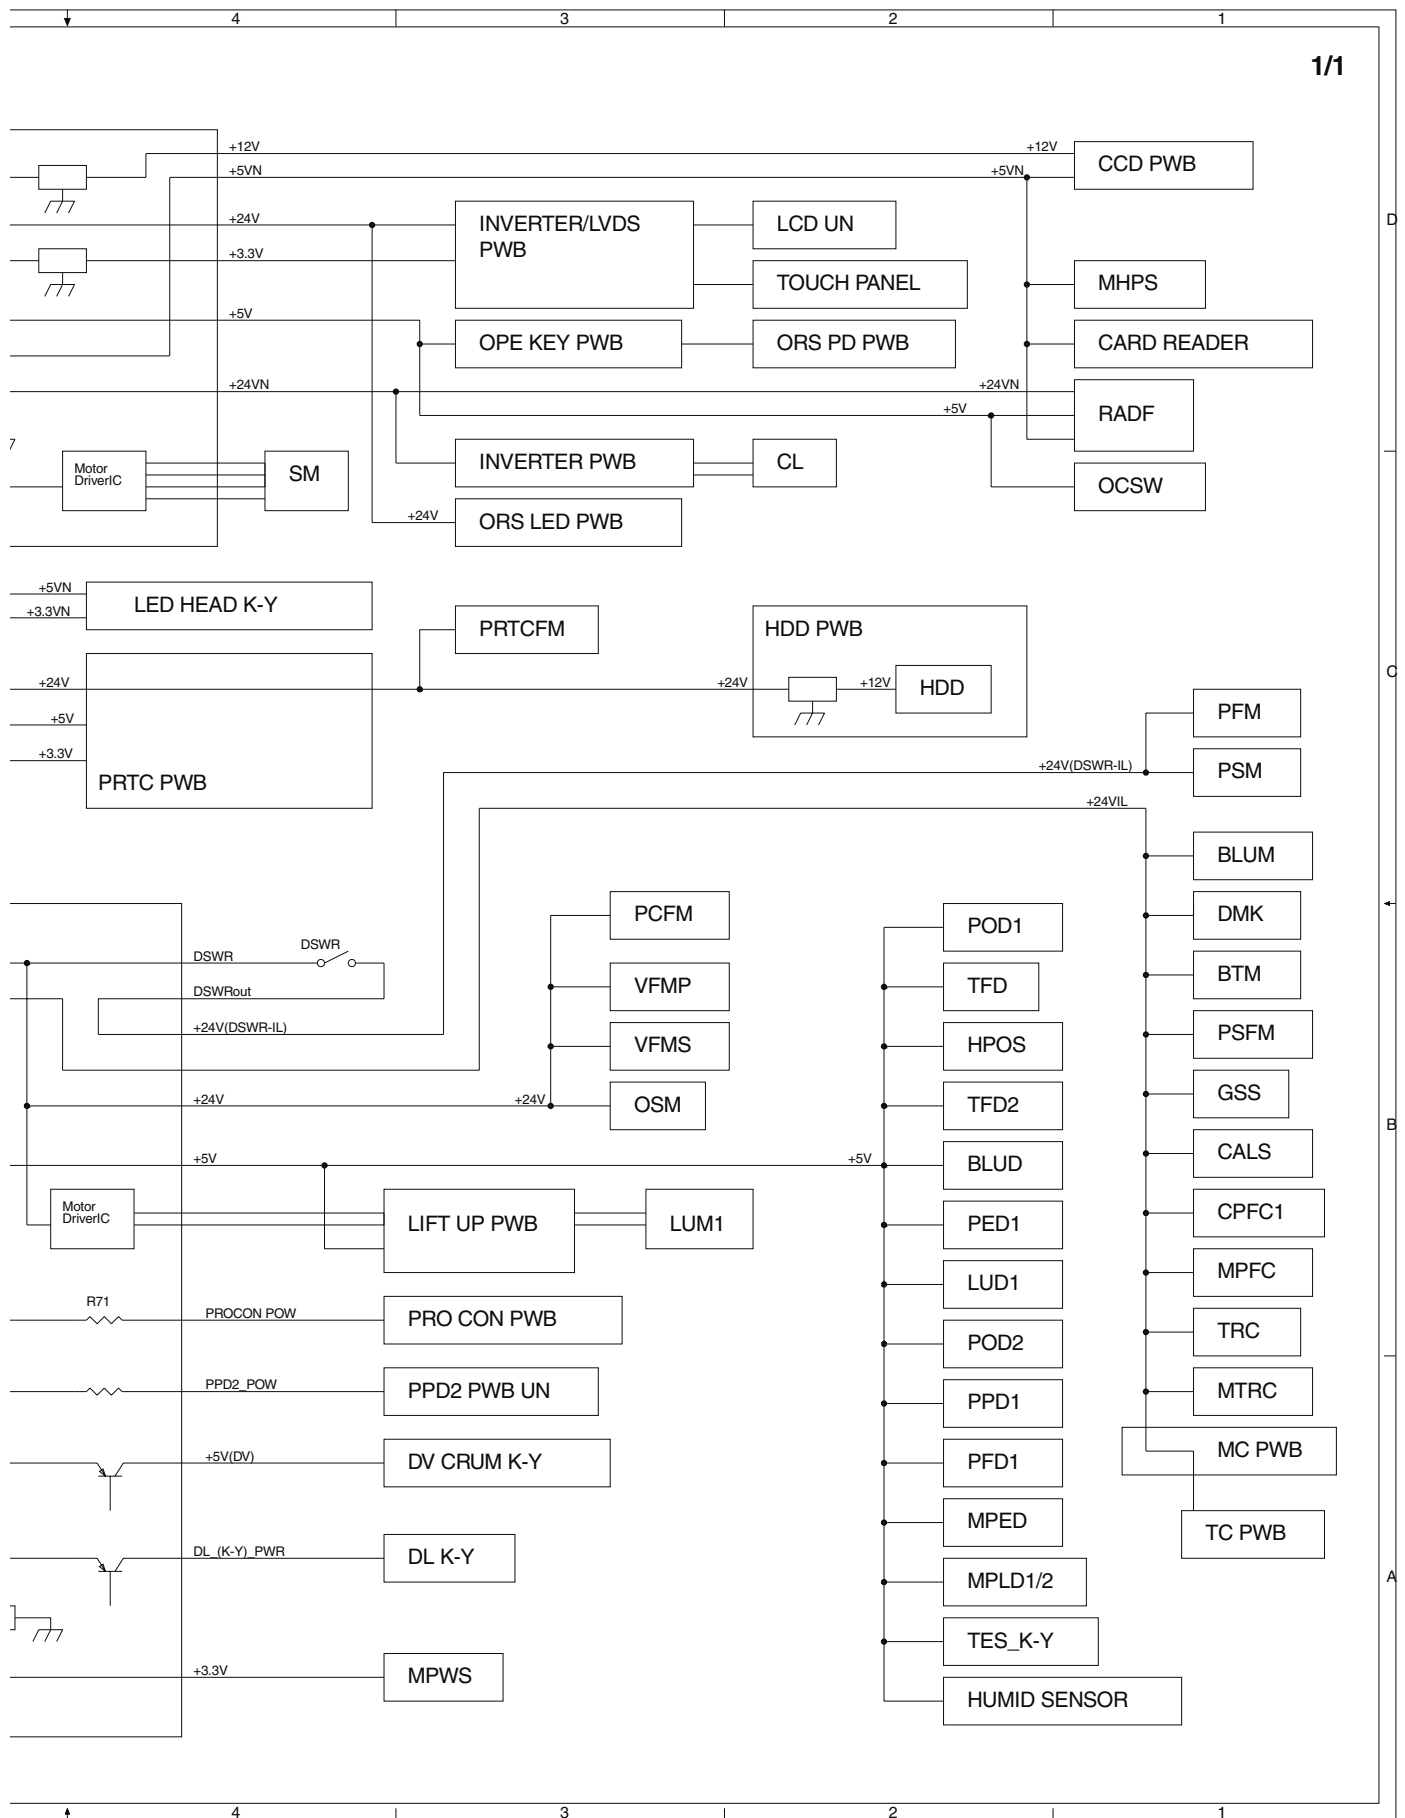 4 3 2 1
1/1
+12V +12V CCD PWB
+5VN +5VN
D
+24V INVERTER/LVDS LCD UN
PWB
+3.3V
TOUCH PANEL MHPS
+5V
OPE KEY PWB ORS PD PWB CARD READER
+24VN +24VN
+5V RADF
Motor
DriverIC
SM INVERTER PWB CL
OCSW
+24V ORS LED PWB
+5VN
+3.3VN
LED HEAD K-Y
PRTCFM HDD PWB
C
+24V +24V +12V HDD
+5V
+3.3V
PRTC PWB
PFM
+24V(DSWR-IL) PSM
+24VIL
BLUM
PCFM POD1 DMK
DSWR DSWR
DSWRout
VFMP TFD BTM
+24V(DSWR-IL)
VFMS HPOS PSFM
+24V +24V OSM TFD2 GSS
B
+5V +5V BLUD CALS
Motor
DriverIC
LIFT UP PWB LUM1 PED1 CPFC1
LUD1 MPFC
R71 PROCON POW PRO CON PWB
POD2 TRC
PPD2_POW PPD2 PWB UN PPD1 MTRC
+5V(DV) DV CRUM K-Y PFD1 MC PWB
MPED TC PWB
DL_(K-Y)_PWR DL K-Y
MPLD1/2
A
TES_K-Y
+3.3V MPWS
HUMID SENSOR
4 3 2 1